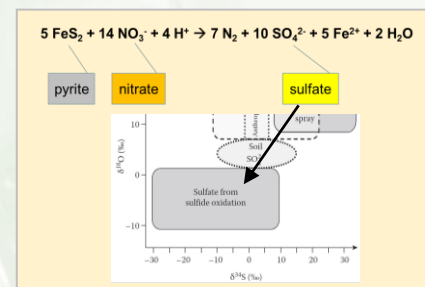 5 FeS₂ + 14 NO₃⁻ + 4 H⁺ → 7 N₂ + 10 SO₄²⁻ + 5 Fe²⁺ + 2 H₂O
pyrite
nitrate
sulfate
spray
Soil
SO
Sulfate from
sulfide oxidation
δ¹⁸O (‰)
10
0
-10
-30 -20 -10 0 10 20 30
δ³⁴S (‰)